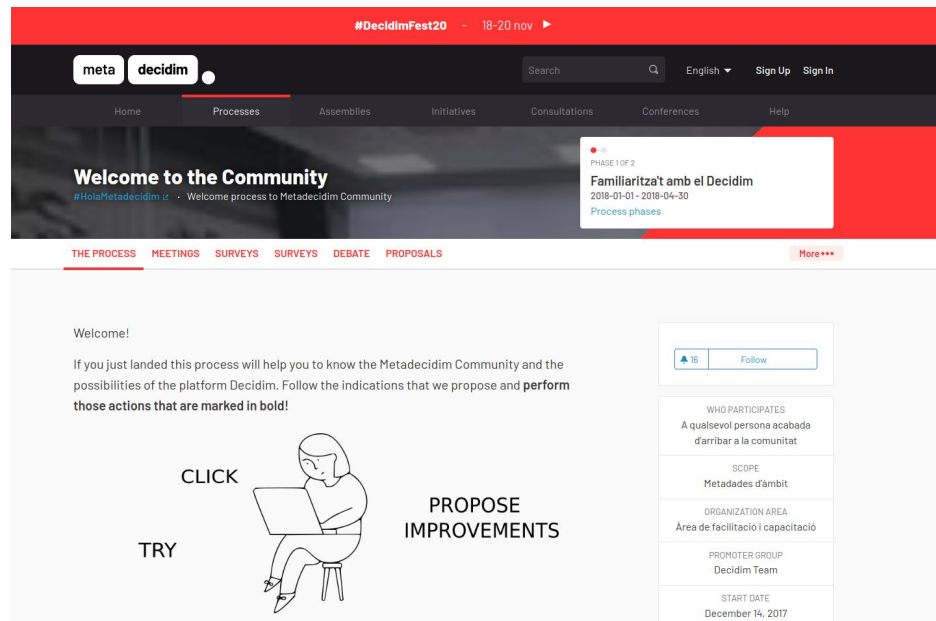 #DecidimFest20 - 18-20 nov
meta decidim
Search
English
Sign Up Sign In
Home Processes Assemblies Initiatives Consultations Conferences Help
Welcome to the Community
#HolaMetadecidim · Welcome process to Metadecidim Community
PHASE 1 OF 2
Familiaritza't amb el Decidim
2018-01-01 - 2018-04-30
Process phases
THE PROCESS MEETINGS SURVEYS SURVEYS DEBATE PROPOSALS More•••
Welcome!
If you just landed this process will help you to know the Metadecidim Community and the
possibilities of the platform Decidim. Follow the indications that we propose and perform
those actions that are marked in bold!
CLICK
TRY
PROPOSE
IMPROVEMENTS
16 Follow
WHO PARTICIPATES
A qualsevol persona acabada
d'arribar a la comunitat
SCOPE
Metadades d'àmbit
ORGANIZATION AREA
Àrea de facilitació i capacitació
PROMOTER GROUP
Decidim Team
START DATE
December 14, 2017